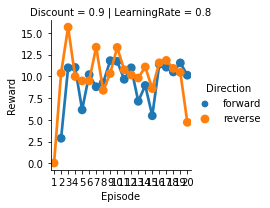 Discount = 0.9 | LearningRate = 0.8
Reward
15.0
12.5
10.0
7.5
5.0
2.5
0.0
1 2 3 4 5 6 7 8 9 10 11 12 13 14 15 16 17 18 19 20
Episode
Direction
forward
reverse